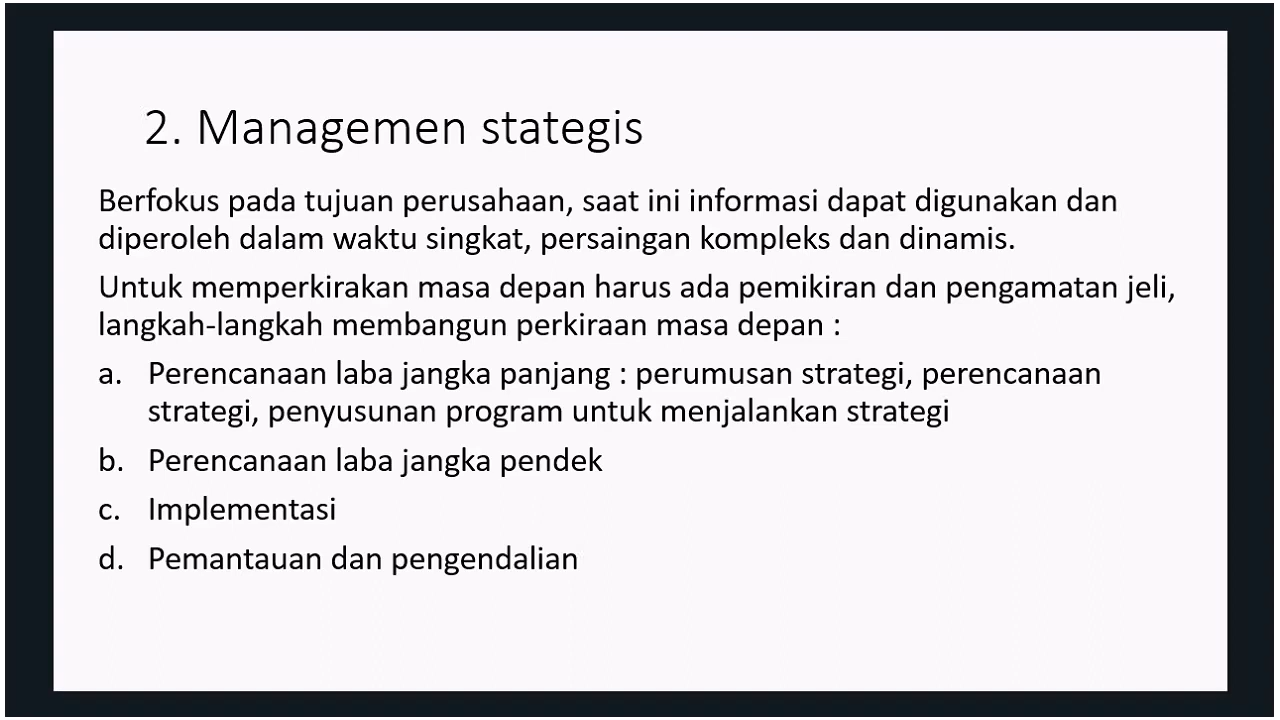 2. Managemen stategis
Berfokus pada tujuan perusahaan, saat ini informasi dapat digunakan dan
diperoleh dalam waktu singkat, persaingan kompleks dan dinamis.
Untuk memperkirakan masa depan harus ada pemikiran dan pengamatan jeli,
langkah-langkah membangun perkiraan masa depan :
a. Perencanaan laba jangka panjang : perumusan strategi, perencanaan
strategi, penyusunan program untuk menjalankan strategi
b. Perencanaan laba jangka pendek
c. Implementasi
d. Pemantauan dan pengendalian